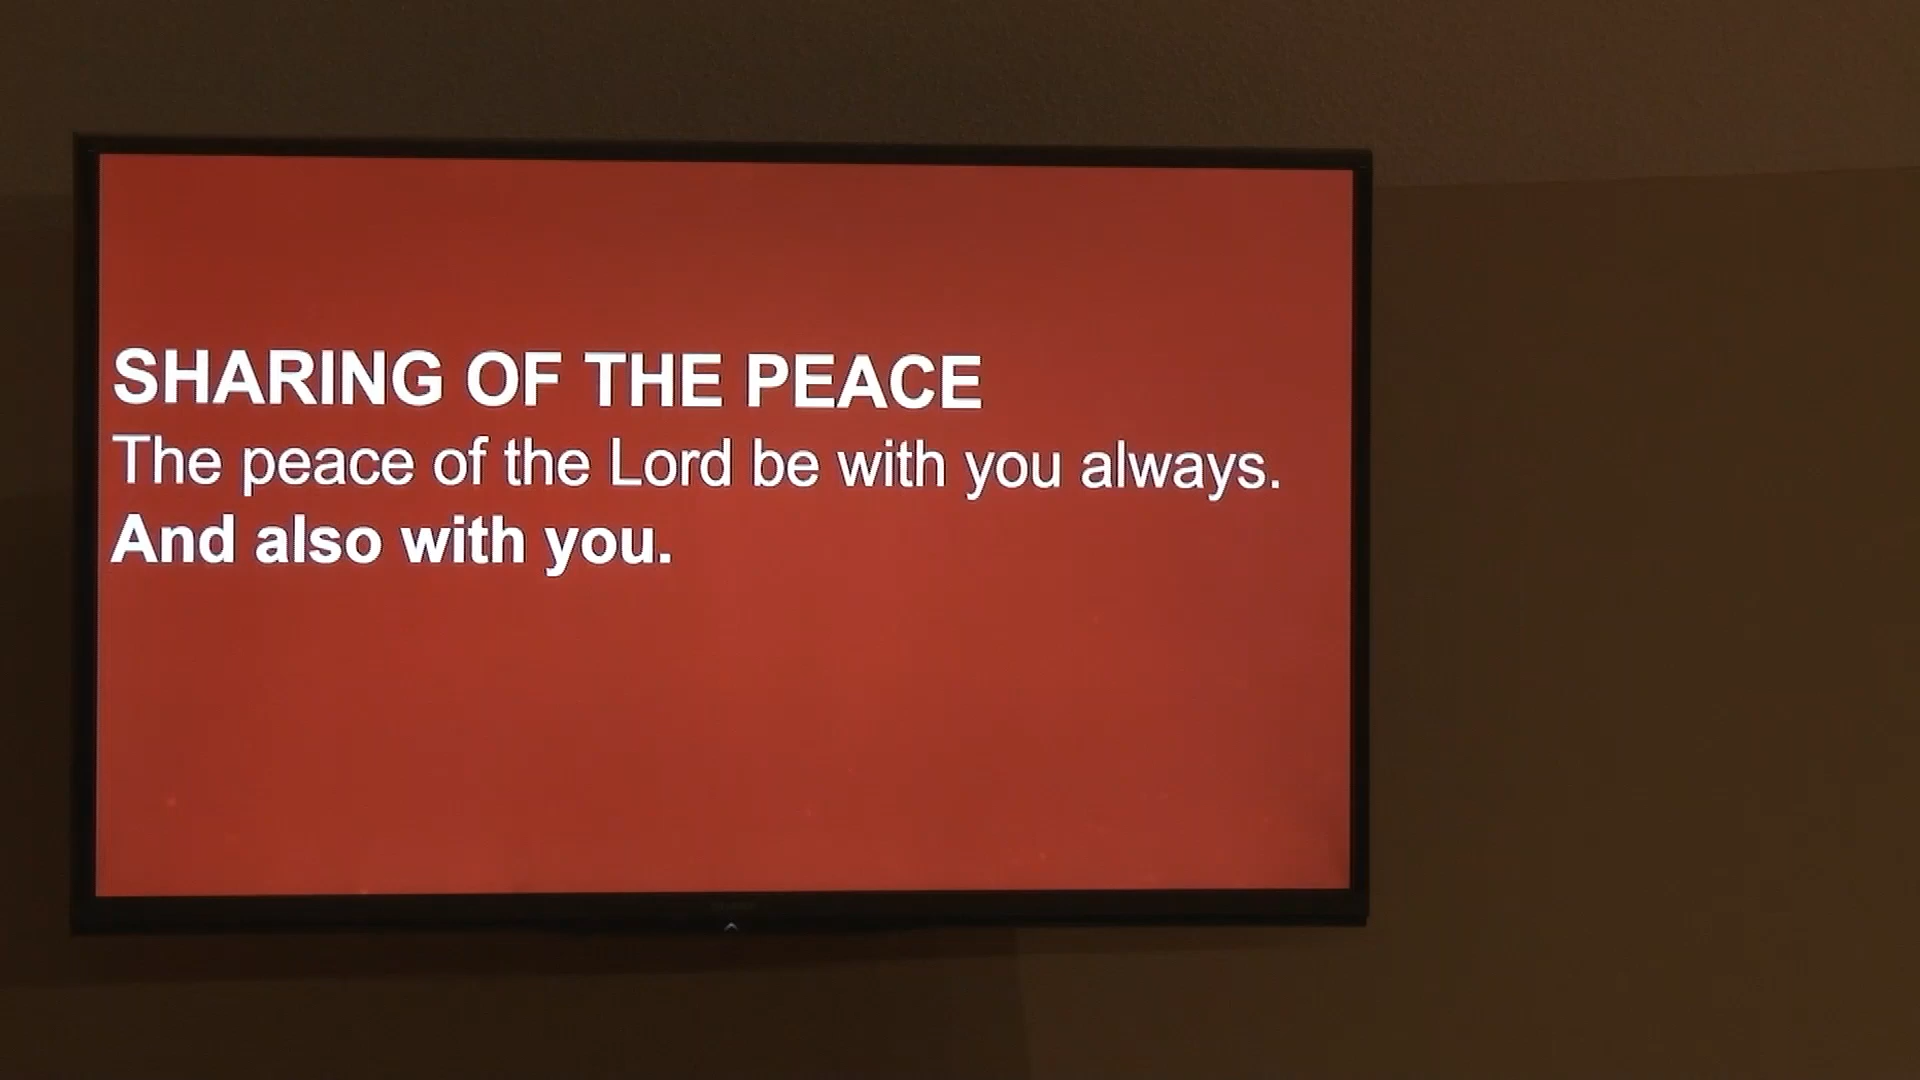 SHARING OF THE PEACE
The peace of the Lord be with you always.
And also with you.